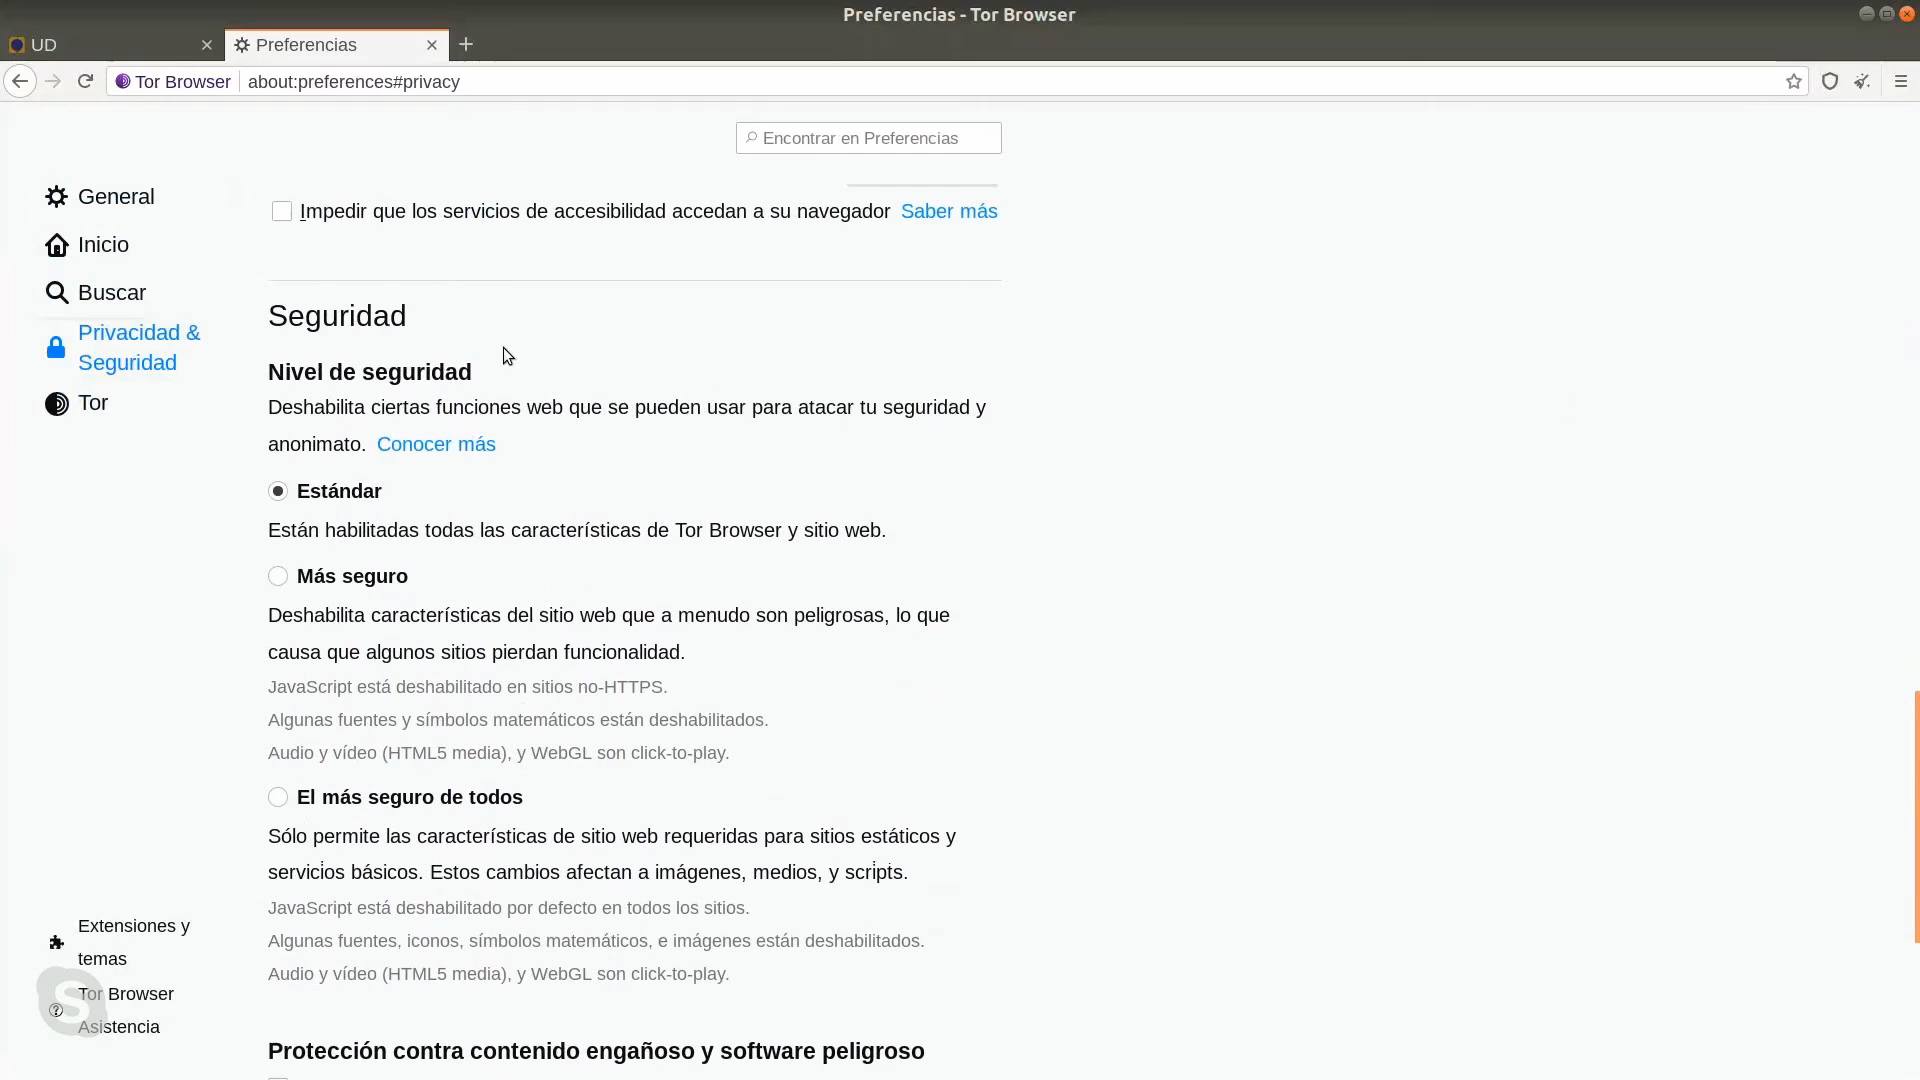 Preferencias - Tor Browser
UD
Preferencias
Tor Browser
about:preferences#privacy
Encontrar en Preferencias
General
Inicio
Buscar
Privacidad &
Seguridad
Tor
Impedir que los servicios de accesibilidad accedan a su navegador Saber más
Seguridad
Nivel de seguridad
Deshabilita ciertas funciones web que se pueden usar para atacar tu seguridad y
anonimato. Conocer más
Estándar
Están habilitadas todas las características de Tor Browser y sitio web.
Más seguro
Deshabilita características del sitio web que a menudo son peligrosas, lo que
causa que algunos sitios pierdan funcionalidad.
JavaScript está deshabilitado en sitios no-HTTPS.
Algunas fuentes y símbolos matemáticos están deshabilitados.
Audio y vídeo (HTML5 media), y WebGL son click-to-play.
El más seguro de todos
Sólo permite las características de sitio web requeridas para sitios estáticos y
servicios básicos. Estos cambios afectan a imágenes, medios, y scripts.
JavaScript está deshabilitado por defecto en todos los sitios.
Algunas fuentes, iconos, símbolos matemáticos, e imágenes están deshabilitados.
Audio y vídeo (HTML5 media), y WebGL son click-to-play.
Protección contra contenido engañoso y software peligroso
Extensiones y
temas
Tor Browser
Asistencia